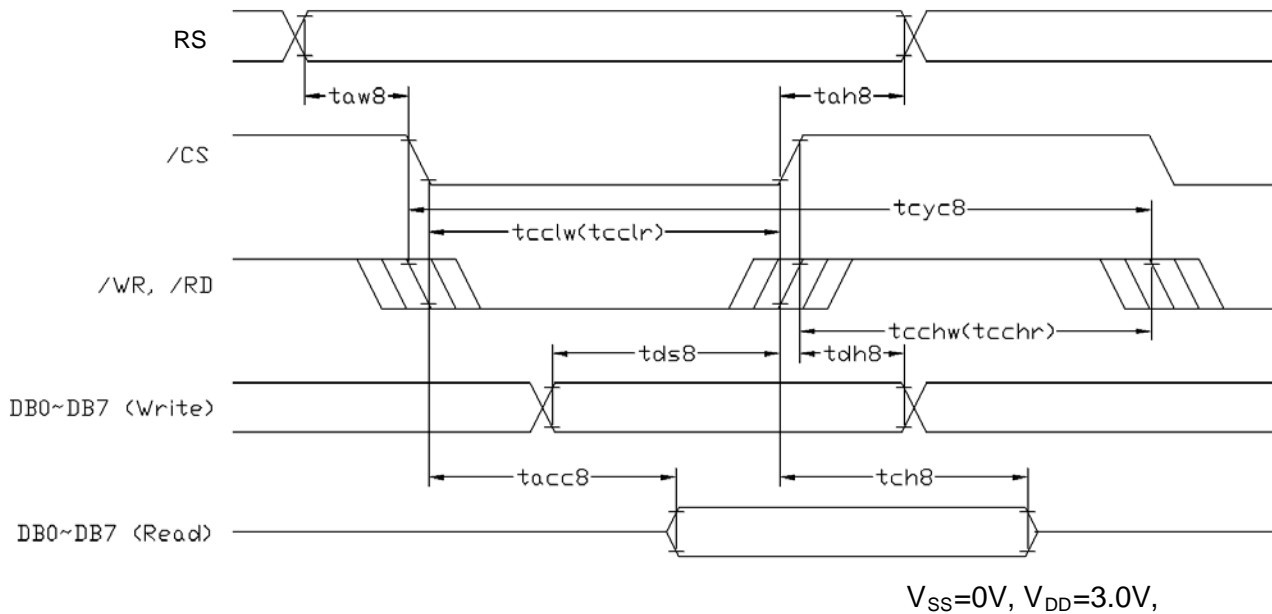 RS
taw8
tah8
/CS
tcyc8
tcclw(tcclr)
/WR, /RD
tcchw(tcchr)
tds8
tdh8
DB0~DB7 (Write)
tacc8
tch8
DB0~DB7 (Read)
VSS=0V, VDD=3.0V,